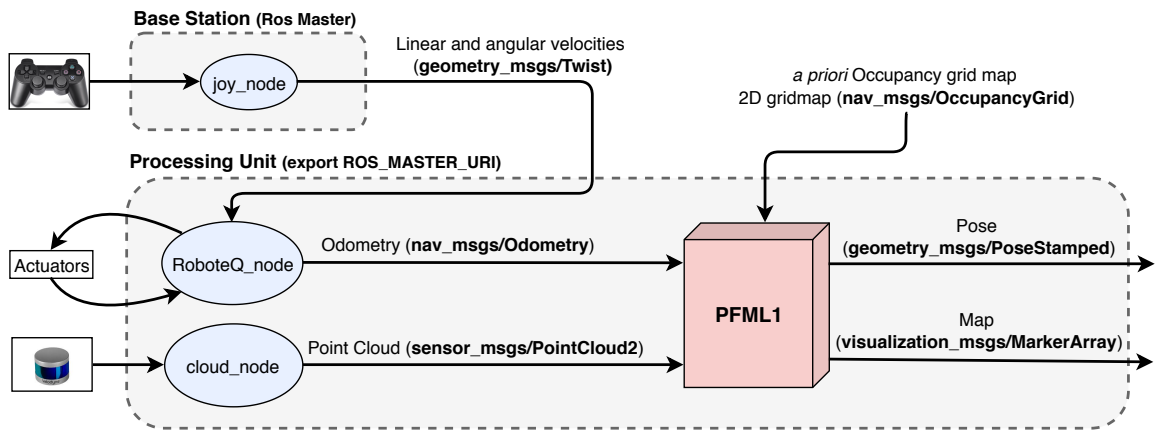 Base Station (Ros Master)
joy_node
Linear and angular velocities
(geometry_msgs/Twist)
a priori Occupancy grid map
2D gridmap (nav_msgs/OccupancyGrid)
Processing Unit (export ROS_MASTER_URI)
Actuators
RoboteQ_node
Odometry (nav_msgs/Odometry)
cloud_node
Point Cloud (sensor_msgs/PointCloud2)
PFML1
Pose
(geometry_msgs/PoseStamped)
Map
(visualization_msgs/MarkerArray)